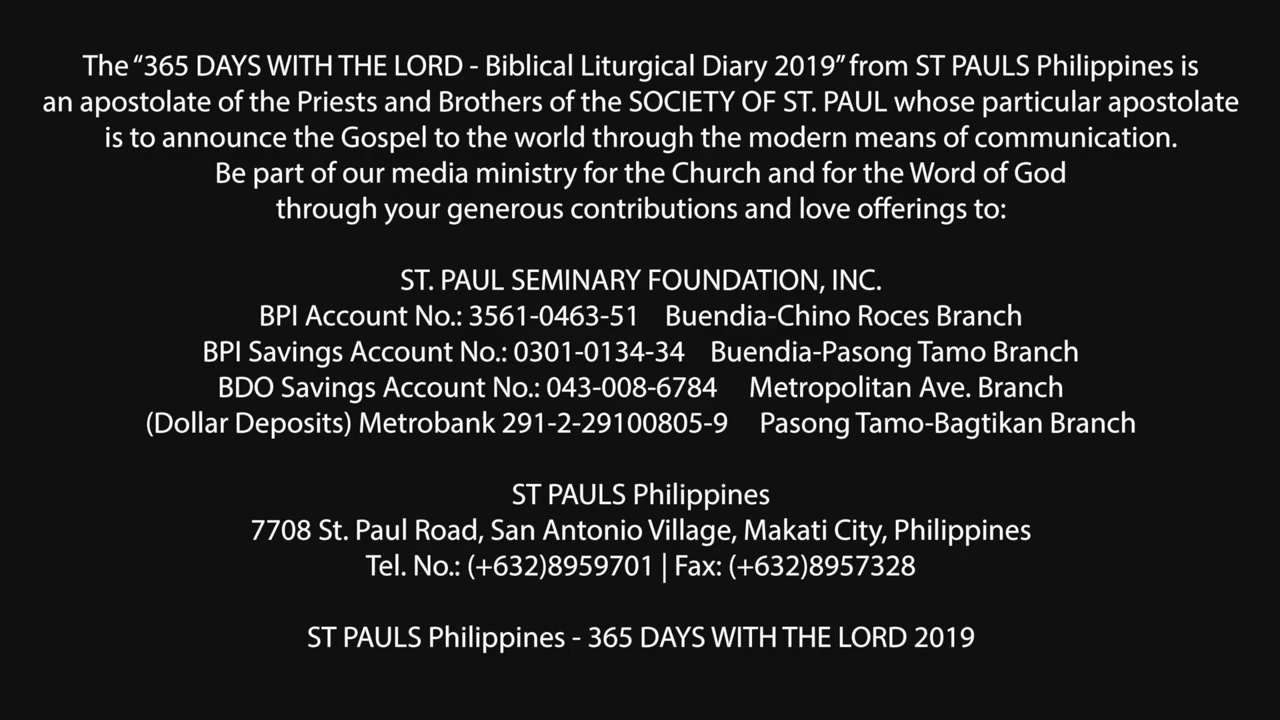 The “365 DAYS WITH THE LORD - Biblical Liturgical Diary 2019” from ST PAULS Philippines is
an apostolate of the Priests and Brothers of the SOCIETY OF ST. PAUL whose particular apostolate
is to announce the Gospel to the world through the modern means of communication.
Be part of our media ministry for the Church and for the Word of God
through your generous contributions and love offerings to:
ST. PAUL SEMINARY FOUNDATION, INC.
BPI Account No.: 3561-0463-51 Buendia-Chino Roces Branch
BPI Savings Account No.: 0301-0134-34 Buendia-Pasong Tamo Branch
BDO Savings Account No.: 043-008-6784 Metropolitan Ave. Branch
(Dollar Deposits) Metrobank 291-2-29100805-9 Pasong Tamo-Bagtikan Branch
ST PAULS Philippines
7708 St. Paul Road, San Antonio Village, Makati City, Philippines
Tel. No.: (+632)8959701 | Fax: (+632)8957328
ST PAULS Philippines - 365 DAYS WITH THE LORD 2019